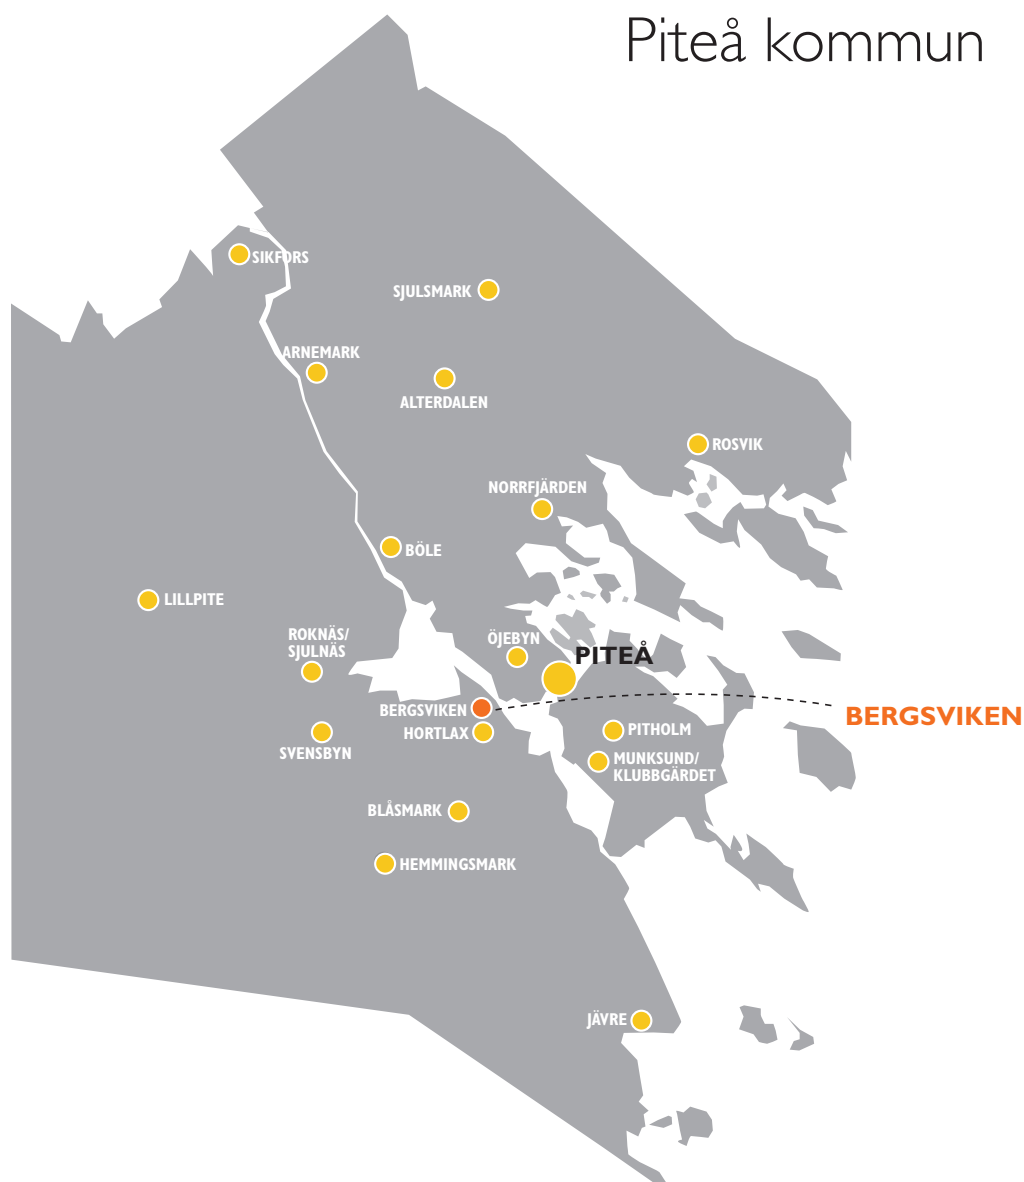 Piteå kommun
SIKFORS
SJULSMARK
ARNEMARK
ALTERDALEN
ROSVIK
NORRFJÄRDEN
BÖLE
LILLPITE
ROKNÄS/
SJULNÄS
ÖJEBYN
PITEÅ
BERGSVIKEN
BERGSVIKEN
HORTLAX
PITHOLM
SVENSBYN
MUNKSUND/
KLUBBGÄRDET
BLÅSMARK
HEMMINGSMARK
JÄVRE